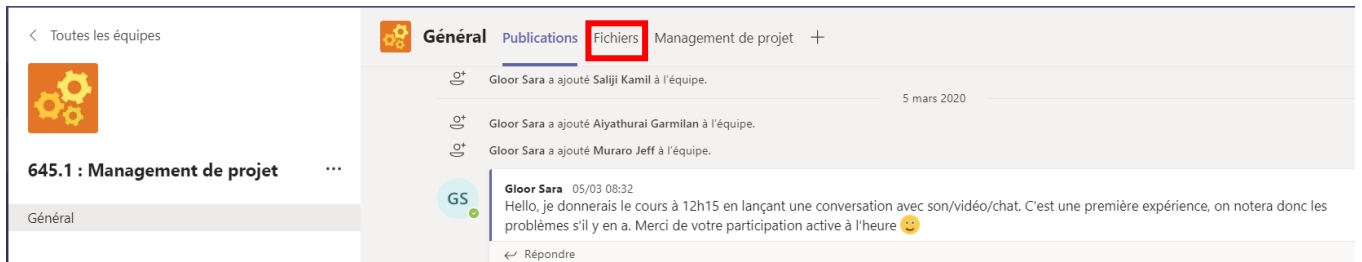 Toutes les équipes
645.1 : Management de projet ...
Général
Général Publications Fichiers Management de projet +
Gloor Sara a ajouté Saliji Kamil à l'équipe.
5 mars 2020
Gloor Sara a ajouté Aiyathurai Garmilan à l'équipe.
Gloor Sara a ajouté Muraro Jeff à l'équipe.
GS
Gloor Sara 05/03 08:32
Hello, je donnerais le cours à 12h15 en lançant une conversation avec son/vidéo/chat. C'est une première expérience, on notera donc les
problèmes s'il y en a. Merci de votre participation active à l'heure 🙂
Répondre